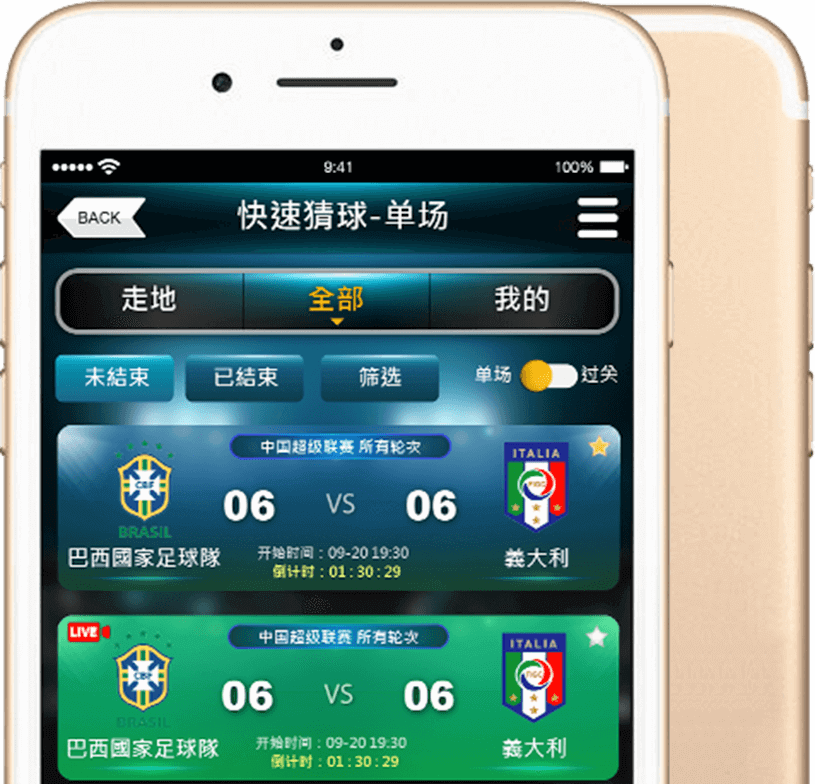 9:41
100%
BACK
快速猜球-单场
走地
全部
我的
未結束
已結束
筛选
单场
过关
中国超级联赛 所有轮次
CBF
BRASIL
06
VS
06
ITALIA
FIGC
巴西國家足球隊
开始时间：09-20 19:30
倒计时：01:30:29
義大利
LIVE
中国超级联赛 所有轮次
CBF
BRASIL
06
VS
06
ITALIA
FIGC
巴西國家足球隊
开始时间：09-20 19:30
倒计时：01:30:29
義大利